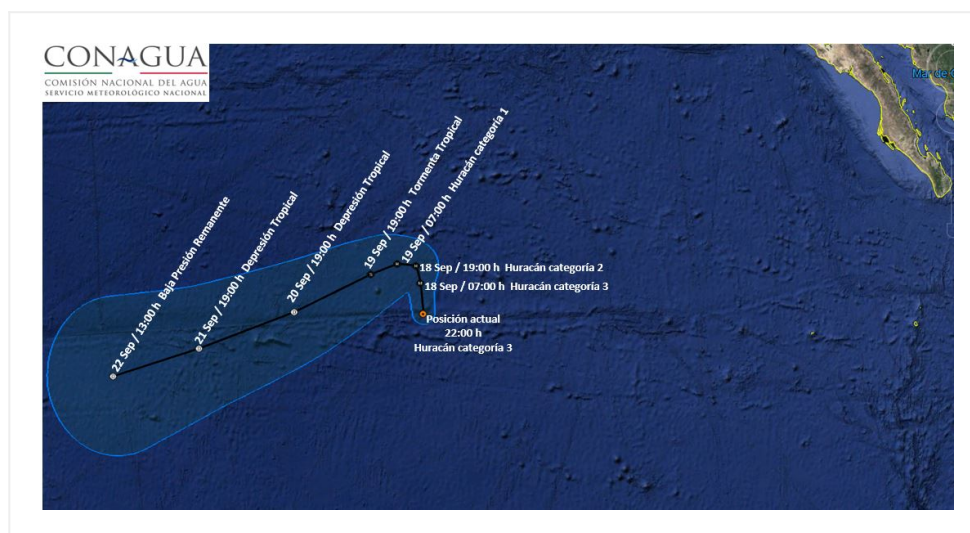 CONAGUA
COMISIÓN NACIONAL DEL AGUA
SERVICIO METEOROLÓGICO NACIONAL
Mar de
22 Sep / 13:00 h Baja Presión Remanente
21 Sep / 19:00 h Depresión Tropical
20 Sep / 19:00 h Depresión Tropical
19 Sep / 19:00 h Tormenta Tropical
19 Sep / 07:00 h Huracán categoría 1
18 Sep / 19:00 h Huracán categoría 2
18 Sep / 07:00 h Huracán categoría 3
Posición actual
22:00 h
Huracán categoría 3